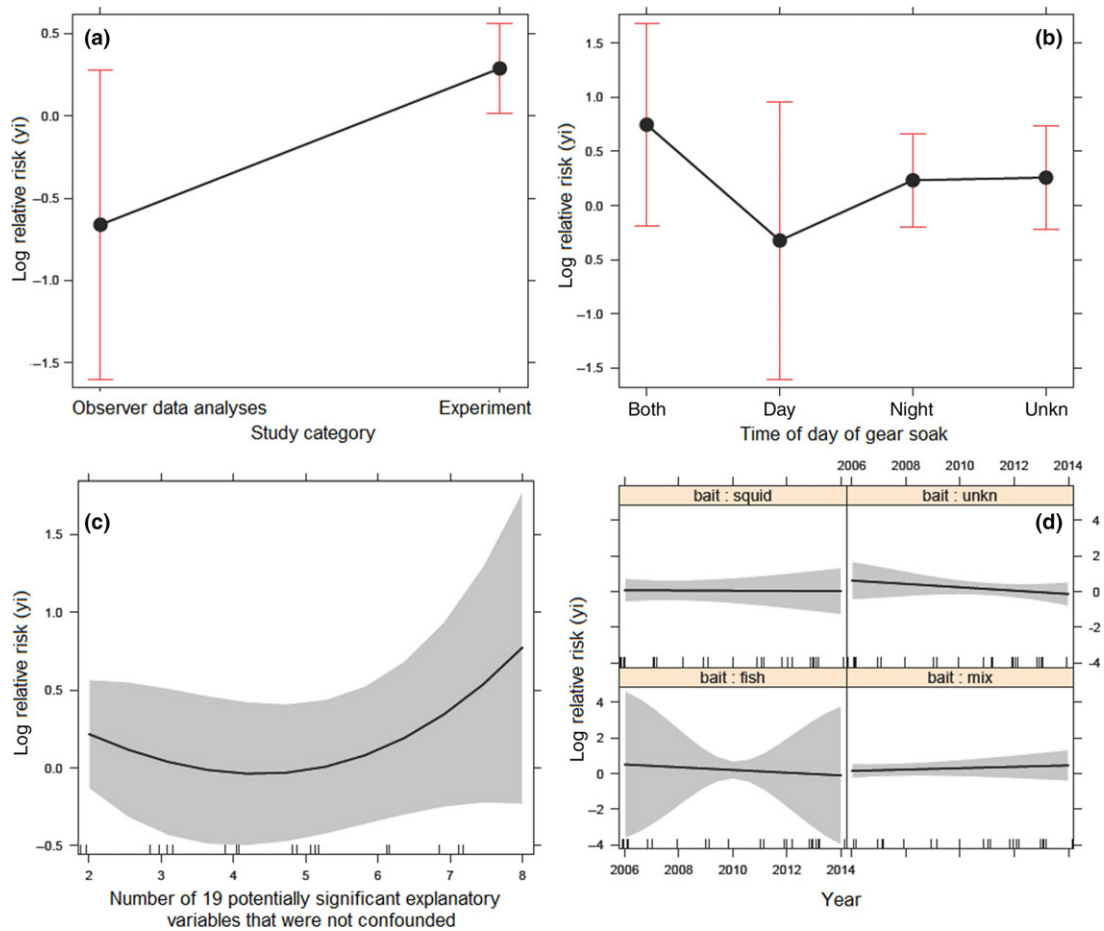 (a)
0.5
0.0
−0.5
−1.0
−1.5
Log relative risk (yi)
Observer data analyses Experiment
Study category
(b)
1.5
1.0
0.5
0.0
0.5
−1.0
−1.5
Log relative risk (yi)
Both Day Night Unkn
Time of day of gear soak
(c)
1.5
1.0
0.5
0.0
−0.5
Log relative risk (yi)
2 3 4 5 6 7 8
Number of 19 potentially significant explanatory
variables that were not confounded
2006 2008 2010 2012 2014
bait : squid bait : unkn
(d)
4
2
0
-2
-4
bait : fish bait : mix
4
2
0
−2
−4
Log relative risk (yi)
2006 2008 2010 2012 2014
Year